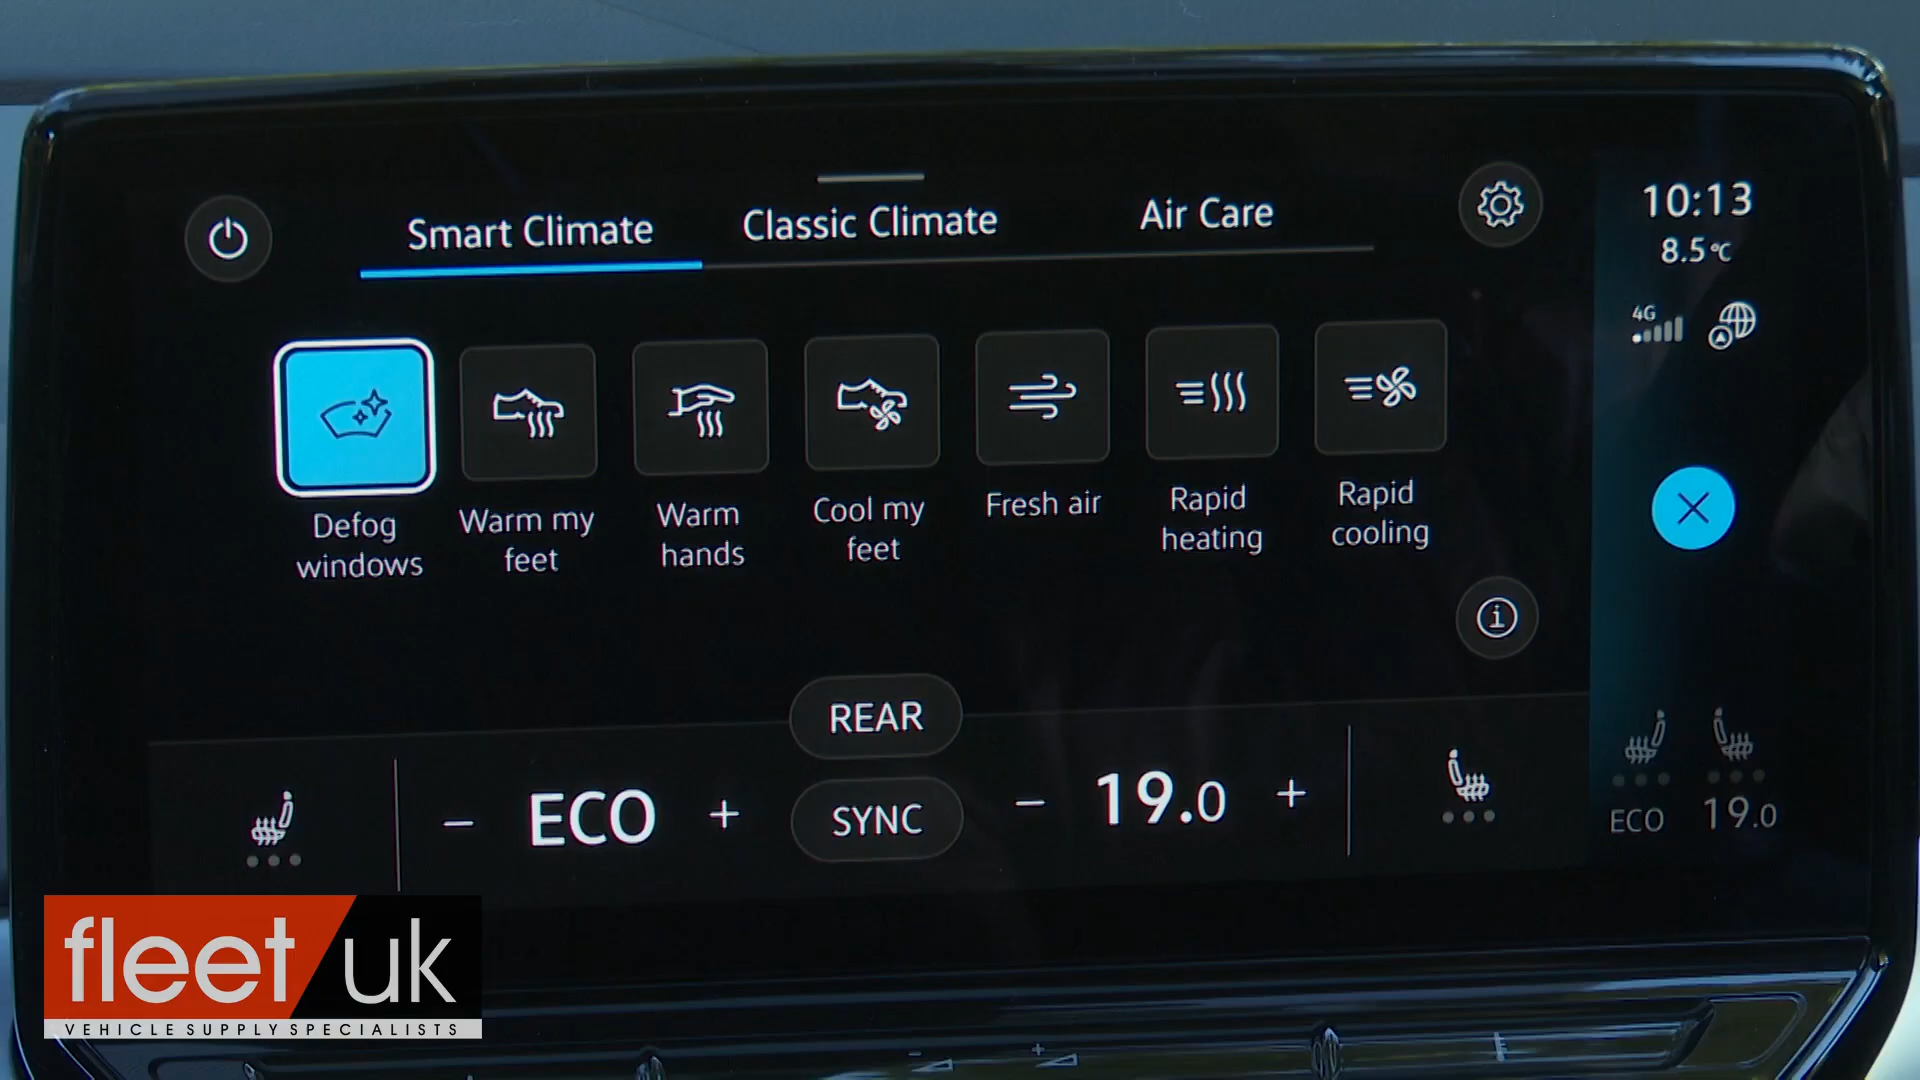 Smart Climate
Classic Climate
Air Care
10:13
8.5°C
4G
Defog
windows
Warm my
feet
Warm
hands
Cool my
feet
Fresh air
Rapid
heating
Rapid
cooling
REAR
− ECO +
SYNC
− 19.0 +
ECO 19.0
fleet uk
VEHICLE SUPPLY SPECIALISTS